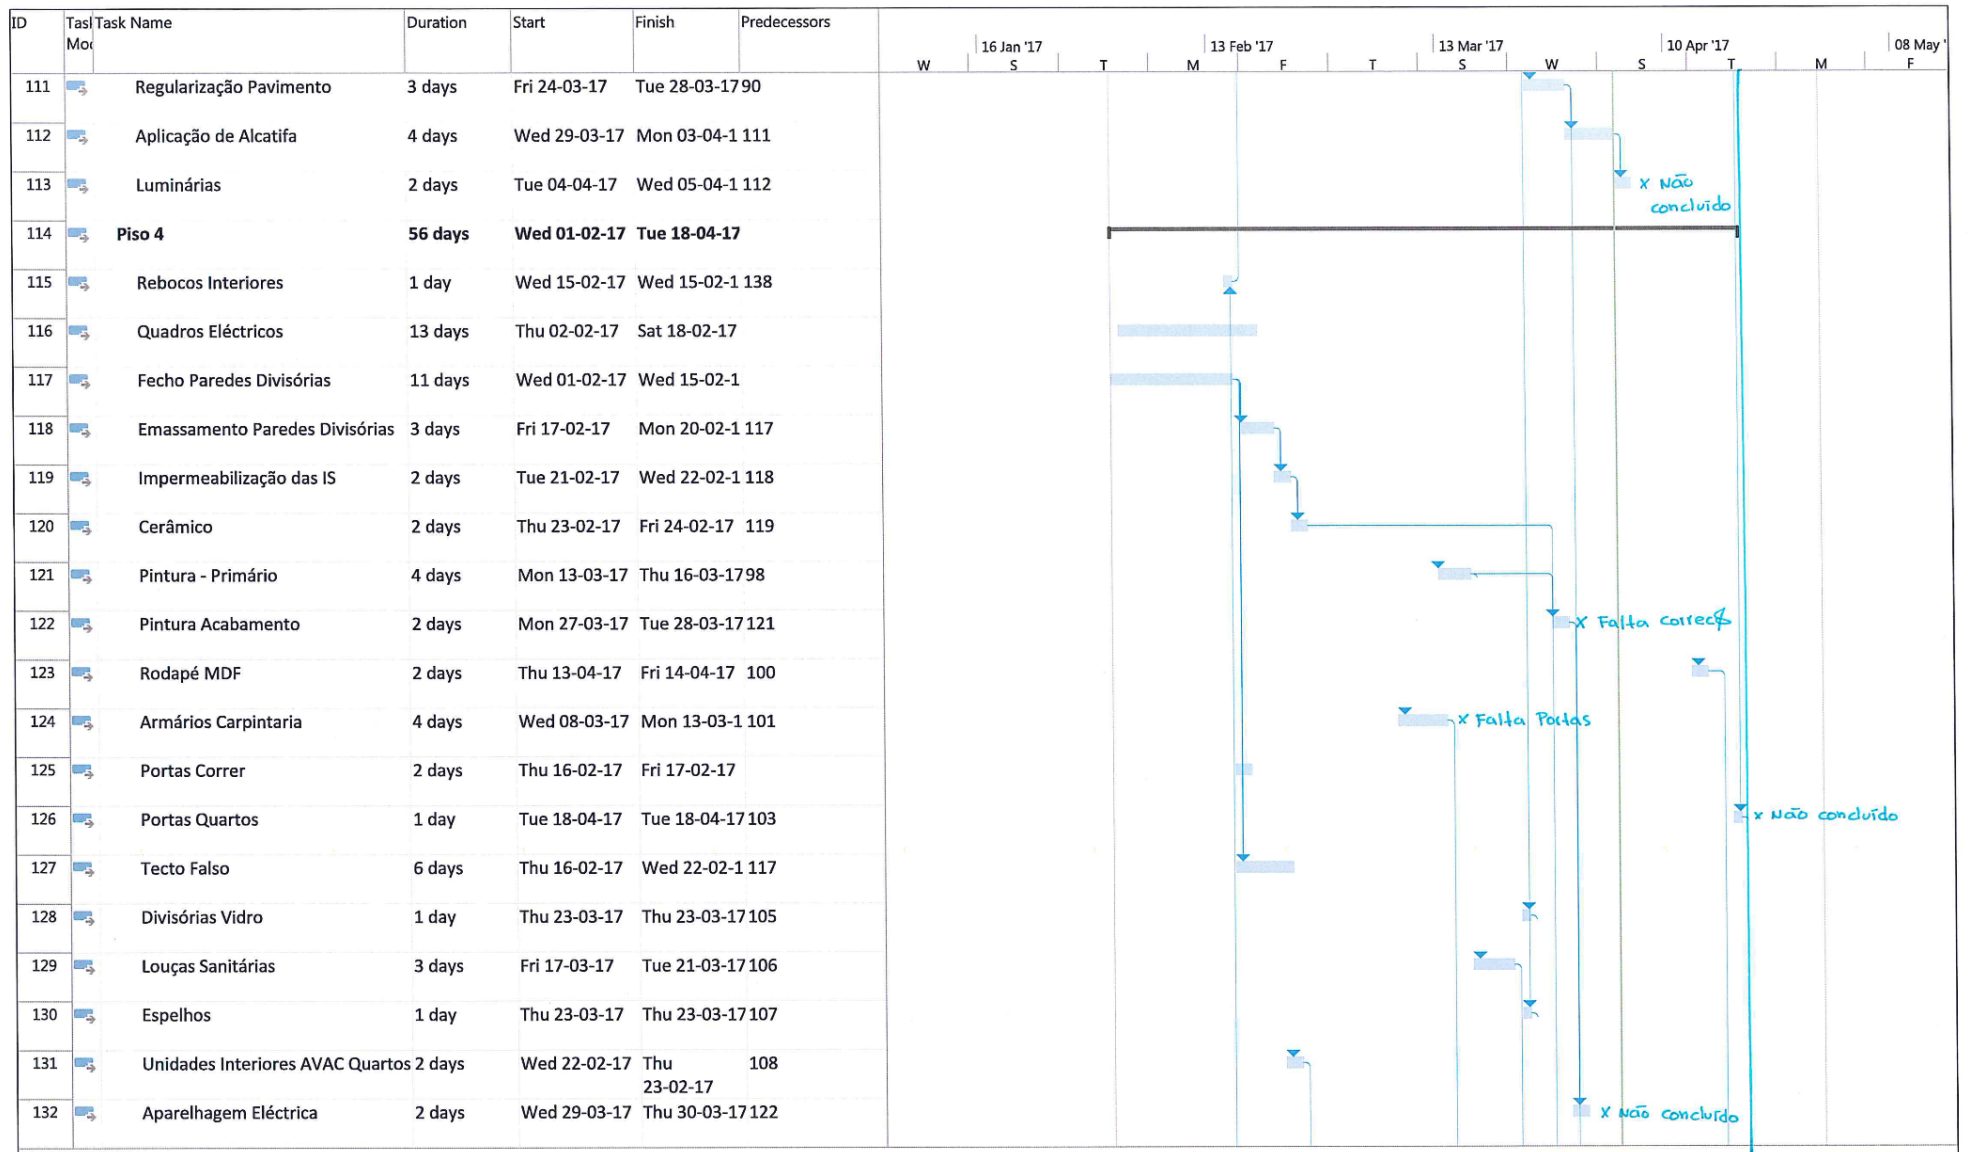 ID Task Mod Task Name Duration Start Finish Predecessors
16 Jan '17 13 Feb '17 13 Mar '17 10 Apr '17 08 May '
W S T M F T S W S T M F
111 Regularização Pavimento 3 days Fri 24-03-17 Tue 28-03-17 90
112 Aplicação de Alcatifa 4 days Wed 29-03-17 Mon 03-04-1 111
113 Luminárias 2 days Tue 04-04-17 Wed 05-04-1 112 x Não
concluído
114 Piso 4 56 days Wed 01-02-17 Tue 18-04-17
115 Rebocos Interiores 1 day Wed 15-02-17 Wed 15-02-1 138
116 Quadros Eléctricos 13 days Thu 02-02-17 Sat 18-02-17
117 Fecho Paredes Divisórias 11 days Wed 01-02-17 Wed 15-02-1
118 Emassamento Paredes Divisórias 3 days Fri 17-02-17 Mon 20-02-1 117
119 Impermeabilização das IS 2 days Tue 21-02-17 Wed 22-02-1 118
120 Cerâmico 2 days Thu 23-02-17 Fri 24-02-17 119
121 Pintura - Primário 4 days Mon 13-03-17 Thu 16-03-17 98
122 Pintura Acabamento 2 days Mon 27-03-17 Tue 28-03-17 121 x Falta
123 Rodapé MDF 2 days Thu 13-04-17 Fri 14-04-17 100
124 Armários Carpintaria 4 days Wed 08-03-17 Mon 13-03-1 101 x Falta Portas
125 Portas Correr 2 days Thu 16-02-17 Fri 17-02-17
126 Portas Quartos 1 day Tue 18-04-17 Tue 18-04-17 103 x Não concluído
127 Tecto Falso 6 days Thu 16-02-17 Wed 22-02-1 117
128 Divisórias Vidro 1 day Thu 23-03-17 Thu 23-03-17 105
129 Louças Sanitárias 3 days Fri 17-03-17 Tue 21-03-17 106
130 Espelhos 1 day Thu 23-03-17 Thu 23-03-17 107
131 Unidades Interiores AVAC Quartos 2 days Wed 22-02-17 Thu 108
23-02-17
132 Aparelhagem Eléctrica 2 days Wed 29-03-17 Thu 30-03-17 122 x Não concluído